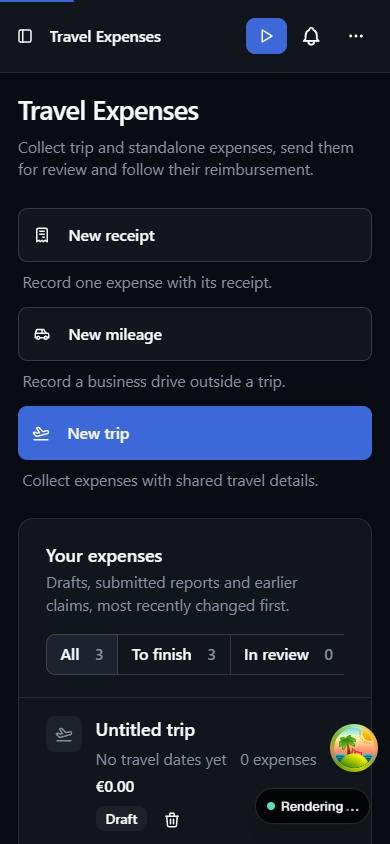 Travel Expenses
Travel Expenses
Collect trip and standalone expenses, send them
for review and follow their reimbursement.
New receipt
Record one expense with its receipt.
New mileage
Record a business drive outside a trip.
New trip
Collect expenses with shared travel details.
Your expenses
Drafts, submitted reports and earlier
claims, most recently changed first.
All 3 To finish 3 In review 0
Untitled trip
No travel dates yet 0 expenses
€0.00
Draft
Rendering ...